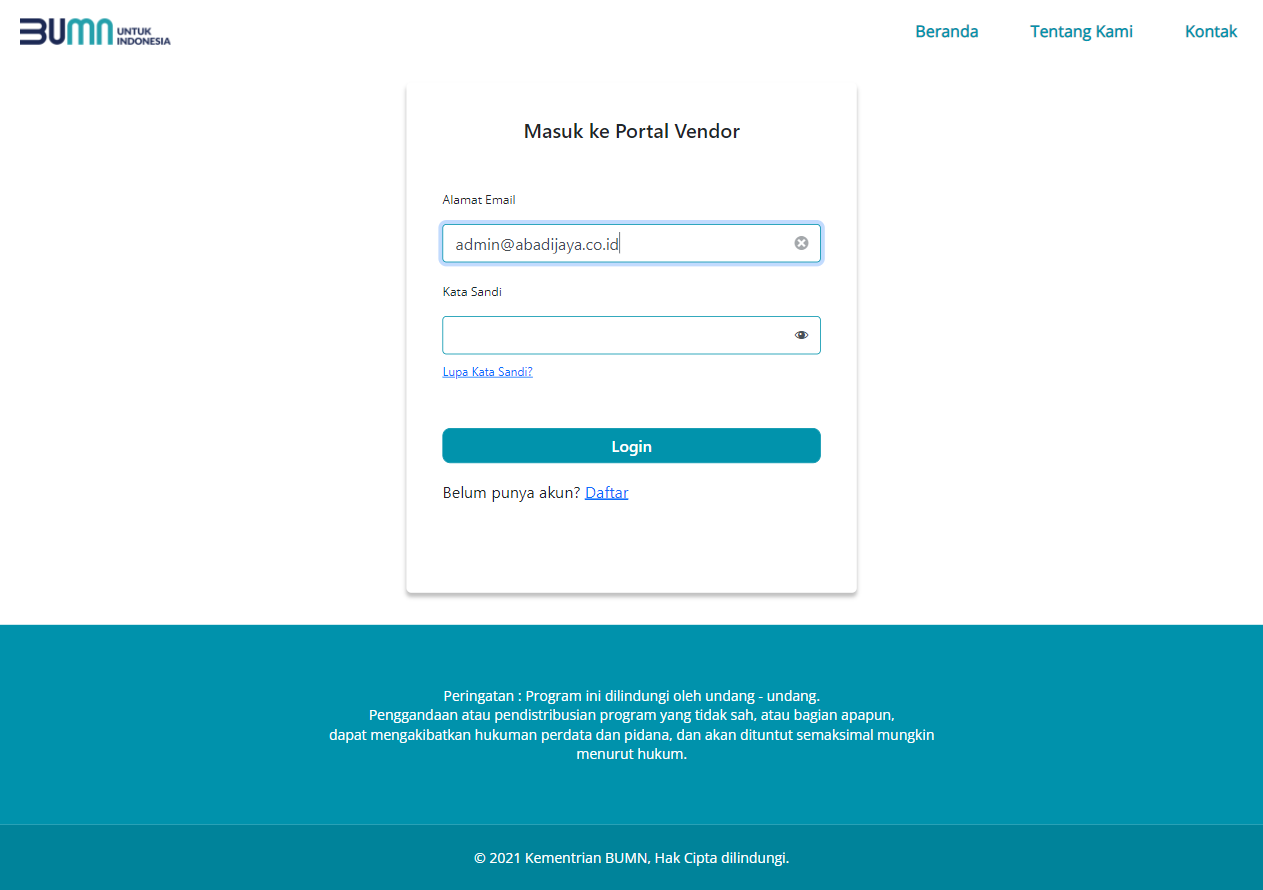 BUMN UNTUK INDONESIA
Beranda
Tentang Kami
Kontak
Masuk ke Portal Vendor
Alamat Email
admin@abadijaya.co.id
Kata Sandi
Lupa Kata Sandi?
Login
Belum punya akun? Daftar
Peringatan : Program ini dilindungi oleh undang - undang.
Penggandaan atau pendistribusian program yang tidak sah, atau bagian apapun,
dapat mengakibatkan hukuman perdata dan pidana, dan akan dituntut semaksimal mungkin
menurut hukum.
© 2021 Kementrian BUMN, Hak Cipta dilindungi.